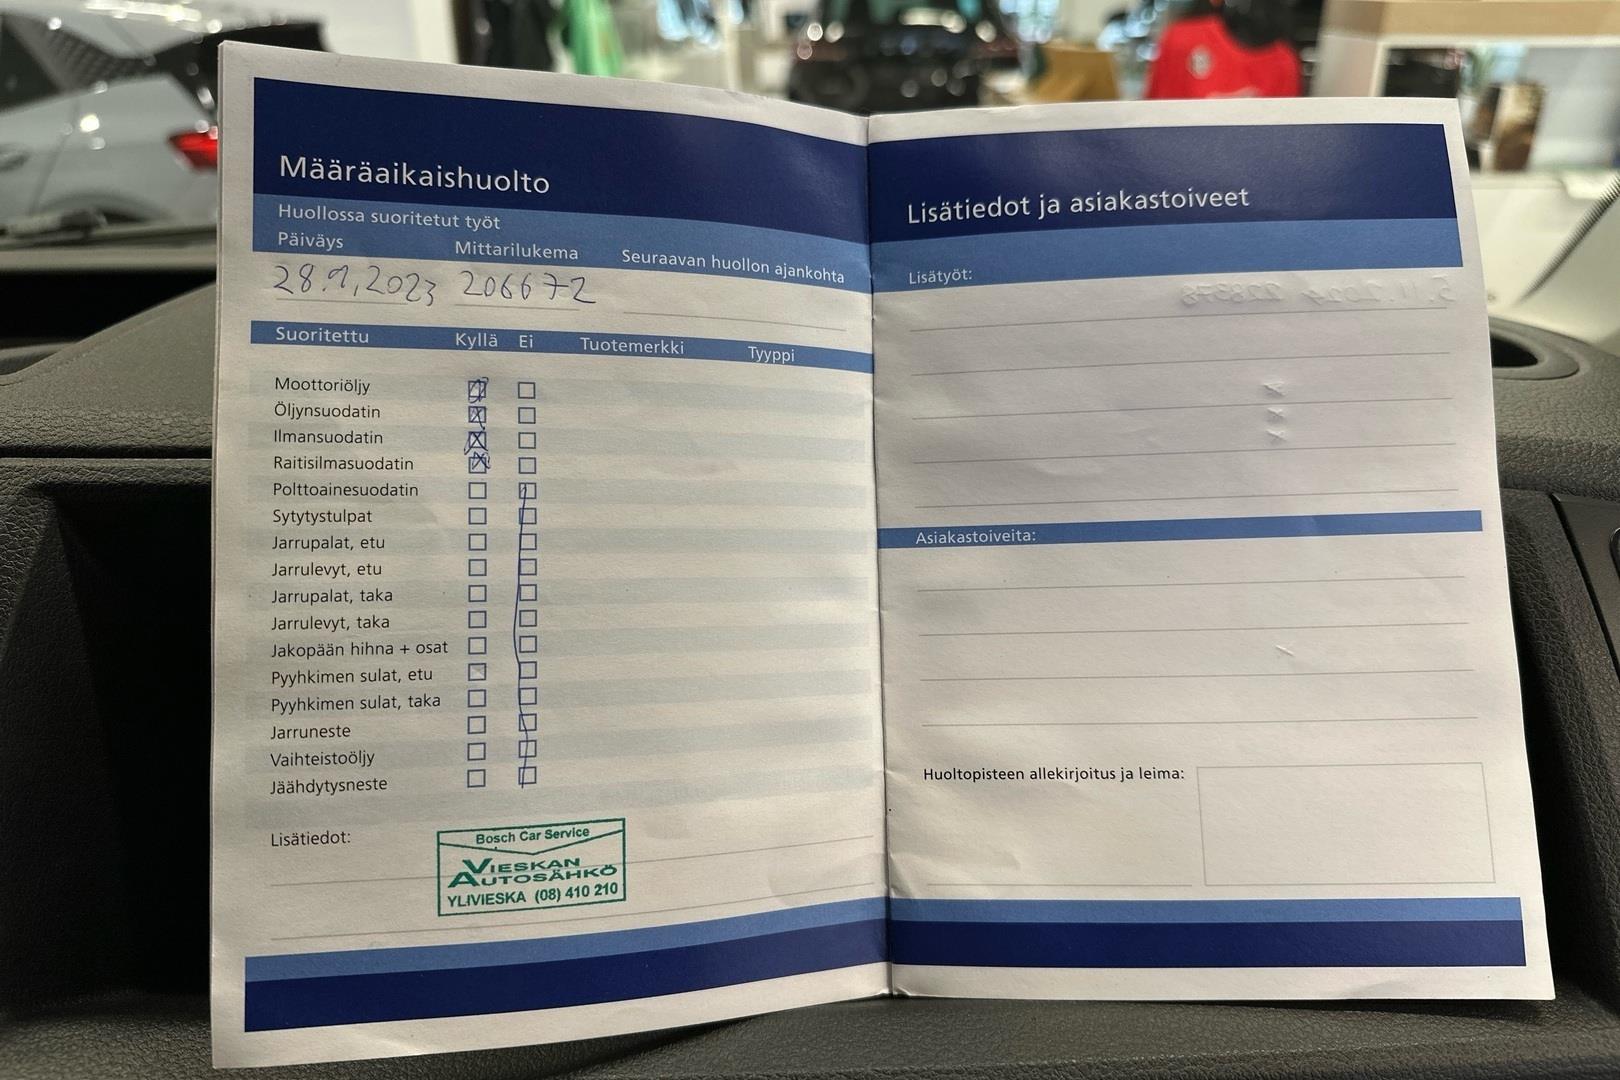 Määräaikaishuolto
Huollossa suoritetut työt
Päiväys Mittarilukema Seuraavan huollon ajankohta
28.9.2023 206672
Suoritettu Kyllä Ei Tuotemerkki Tyyppi
Moottoriöljy
Öljynsuodatin
Ilmansuodatin
Raitisilmasuodatin
Polttoainesuodatin
Sytytystulpat
Jarrupalat, etu
Jarrulevyt, etu
Jarrupalat, taka
Jarrulevyt, taka
Jakopään hihna + osat
Pyyhkimen sulat, etu
Pyyhkimen sulat, taka
Jarruneste
Vaihteistoöljy
Jäähdytysneste
Lisätiedot:
Bosch Car Service
VIESKAN
AUTOSÄHKÖ
YLIVIESKA (08) 410 210
Lisätiedot ja asiakastoiveet
Lisätyöt:
Asiakastoiveita:
Huoltopisteen allekirjoitus ja leima: